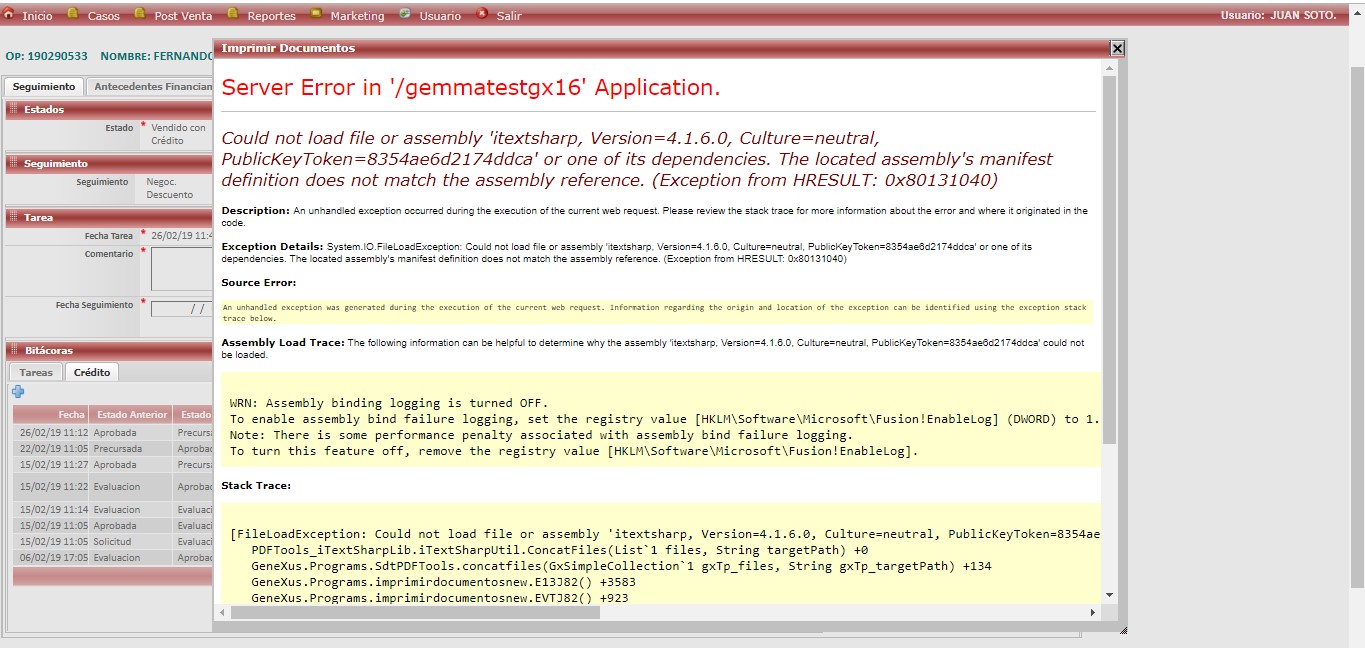 Inicio Casos Post Venta Reportes Marketing Usuario Salir Usuario: JUAN SOTO.
OP: 190290533 NOMBRE: FERNANDO
Imprimir Documentos
Server Error in '/gemmatestgx16' Application.
Could not load file or assembly 'itextsharp, Version=4.1.6.0, Culture=neutral,
PublicKeyToken=8354ae6d2174ddca' or one of its dependencies. The located assembly's manifest
definition does not match the assembly reference. (Exception from HRESULT: 0x80131040)
Description: An unhandled exception occurred during the execution of the current web request. Please review the stack trace for more information about the error and where it originated in the
code.
Exception Details: System.IO.FileLoadException: Could not load file or assembly 'itextsharp, Version=4.1.6.0, Culture=neutral, PublicKeyToken=8354ae6d2174ddca' or one of its
dependencies. The located assembly's manifest definition does not match the assembly reference. (Exception from HRESULT: 0x80131040)
Source Error:
An unhandled exception was generated during the execution of the current web request. Information regarding the origin and location of the exception can be identified using the exception stack
trace below.
Assembly Load Trace: The following information can be helpful to determine why the assembly 'itextsharp, Version=4.1.6.0, Culture=neutral, PublicKeyToken=8354ae6d2174ddca' could not
be loaded.
WRN: Assembly binding logging is turned OFF.
To enable assembly bind failure logging, set the registry value [HKLM\Software\Microsoft\Fusion!EnableLog] (DWORD) to 1.
Note: There is some performance penalty associated with assembly bind failure logging.
To turn this feature off, remove the registry value [HKLM\Software\Microsoft\Fusion!EnableLog].
Stack Trace:
[FileLoadException: Could not load file or assembly 'itextsharp, Version=4.1.6.0, Culture=neutral, PublicKeyToken=8354ae
PDFTools_iTextSharpLib.iTextSharpUtil.ConcatFiles(List`1 files, String targetPath) +0
GeneXus.Programs.SdtPDFTools.concatfiles(GxSimpleCollection`1 gxTp_files, String gxTp_targetPath) +134
GeneXus.Programs.imprimirdocumentosnew.E13J82() +3583
GeneXus.Programs.imprimirdocumentosnew.EVTJ82() +923
Seguimiento Antecedentes Financian
Estados
Estado * Vendido con
Crédito
Seguimiento
Seguimiento Negoc.
Descuento
Tarea
Fecha Tarea * 26/02/19 11:4
Comentario *
Fecha Seguimiento * / /
Bitácoras
Tareas Crédito
Fecha Estado Anterior Estado
26/02/19 11:12 Aprobada Precursa
22/02/19 11:05 Precursada Aprobac
15/02/19 11:27 Aprobada Precursa
15/02/19 11:22 Evaluacion Aprobac
15/02/19 11:14 Evaluacion Evaluaci
15/02/19 11:05 Aprobada Evaluaci
15/02/19 11:05 Solicitud Evaluaci
06/02/19 17:05 Evaluacion Aprobac